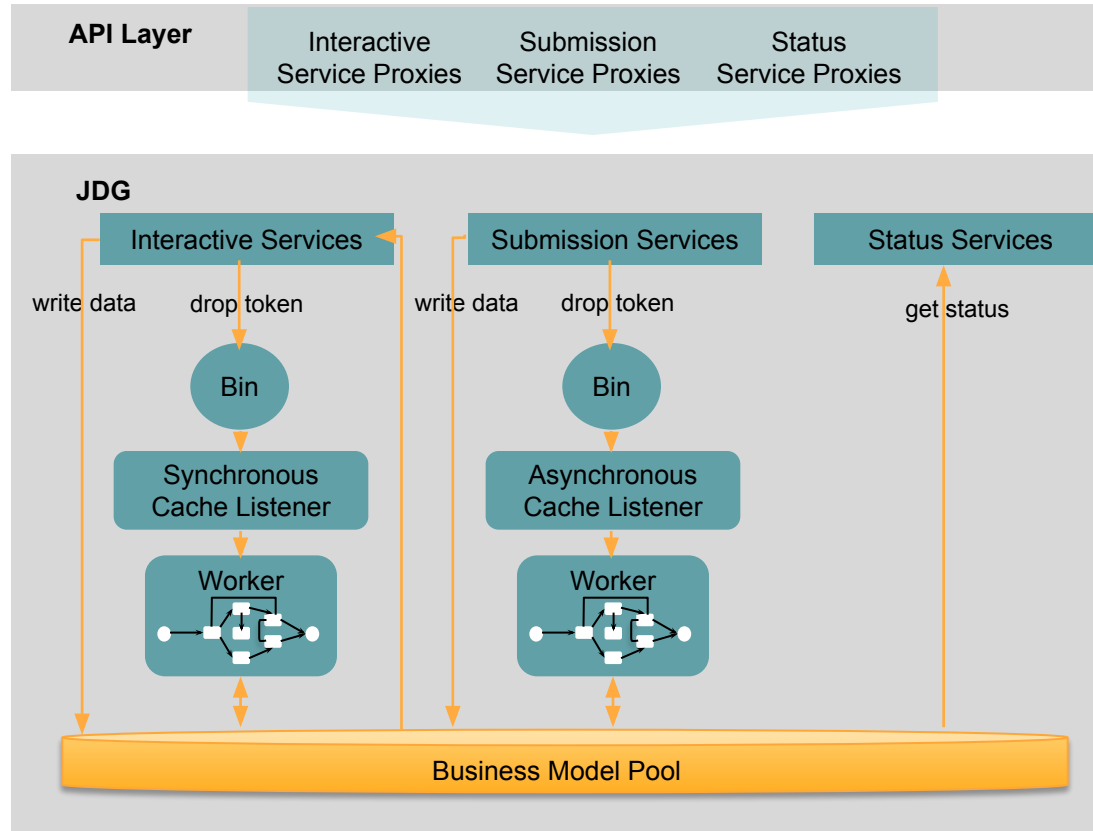 API Layer
Interactive
Service Proxies
Submission
Service Proxies
Status
Service Proxies
JDG
Interactive Services
Submission Services
Status Services
write data
drop token
write data
drop token
get status
Bin
Bin
Synchronous
Cache Listener
Asynchronous
Cache Listener
Worker
Worker
Business Model Pool